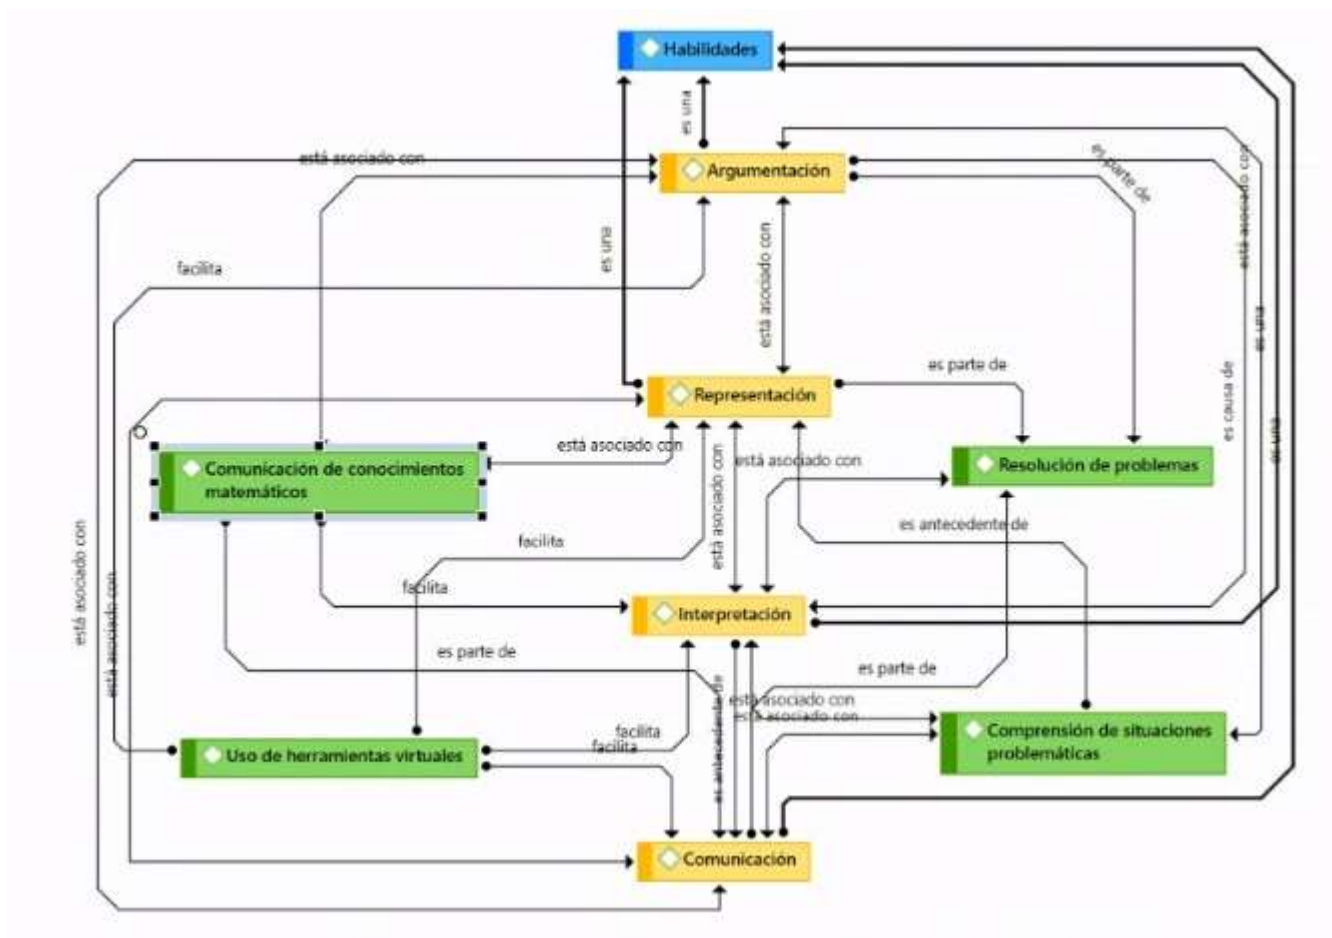 Habilidades
es una
está asociado con
Argumentación
es parte de
está asociado con
es una
facilita
está asociado con
es una
es parte de
Representación
es causa de
es una
está asociado con
está asociado con
está asociado con
Comunicación de conocimientos
matemáticos
Resolución de problemas
es antecedente de
facilita
está asociado con
facilita
está asociado con
Interpretación
es parte de
es parte de
es antecedente de
está asociado con
está asociado con
facilita
facilita
Uso de herramientas virtuales
Comprensión de situaciones
problemáticas
Comunicación